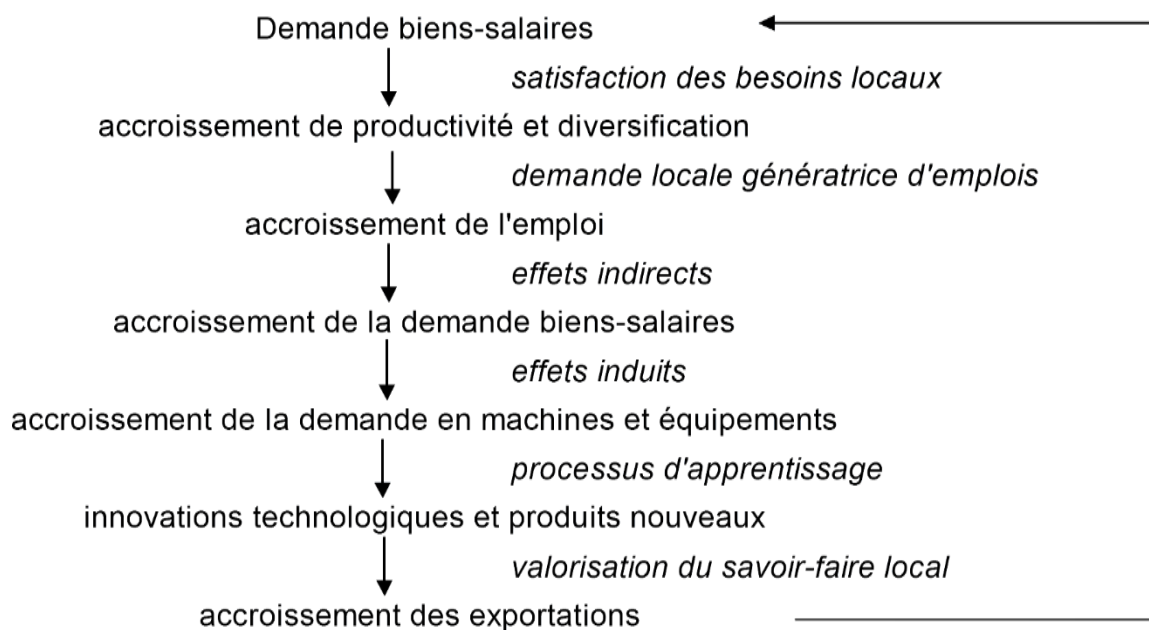 Demande biens-salaires
satisfaction des besoins locaux
accroissement de productivité et diversification
demande locale génératrice d'emplois
accroissement de l'emploi
effets indirects
accroissement de la demande biens-salaires
effets induits
accroissement de la demande en machines et équipements
processus d'apprentissage
innovations technologiques et produits nouveaux
valorisation du savoir-faire local
accroissement des exportations